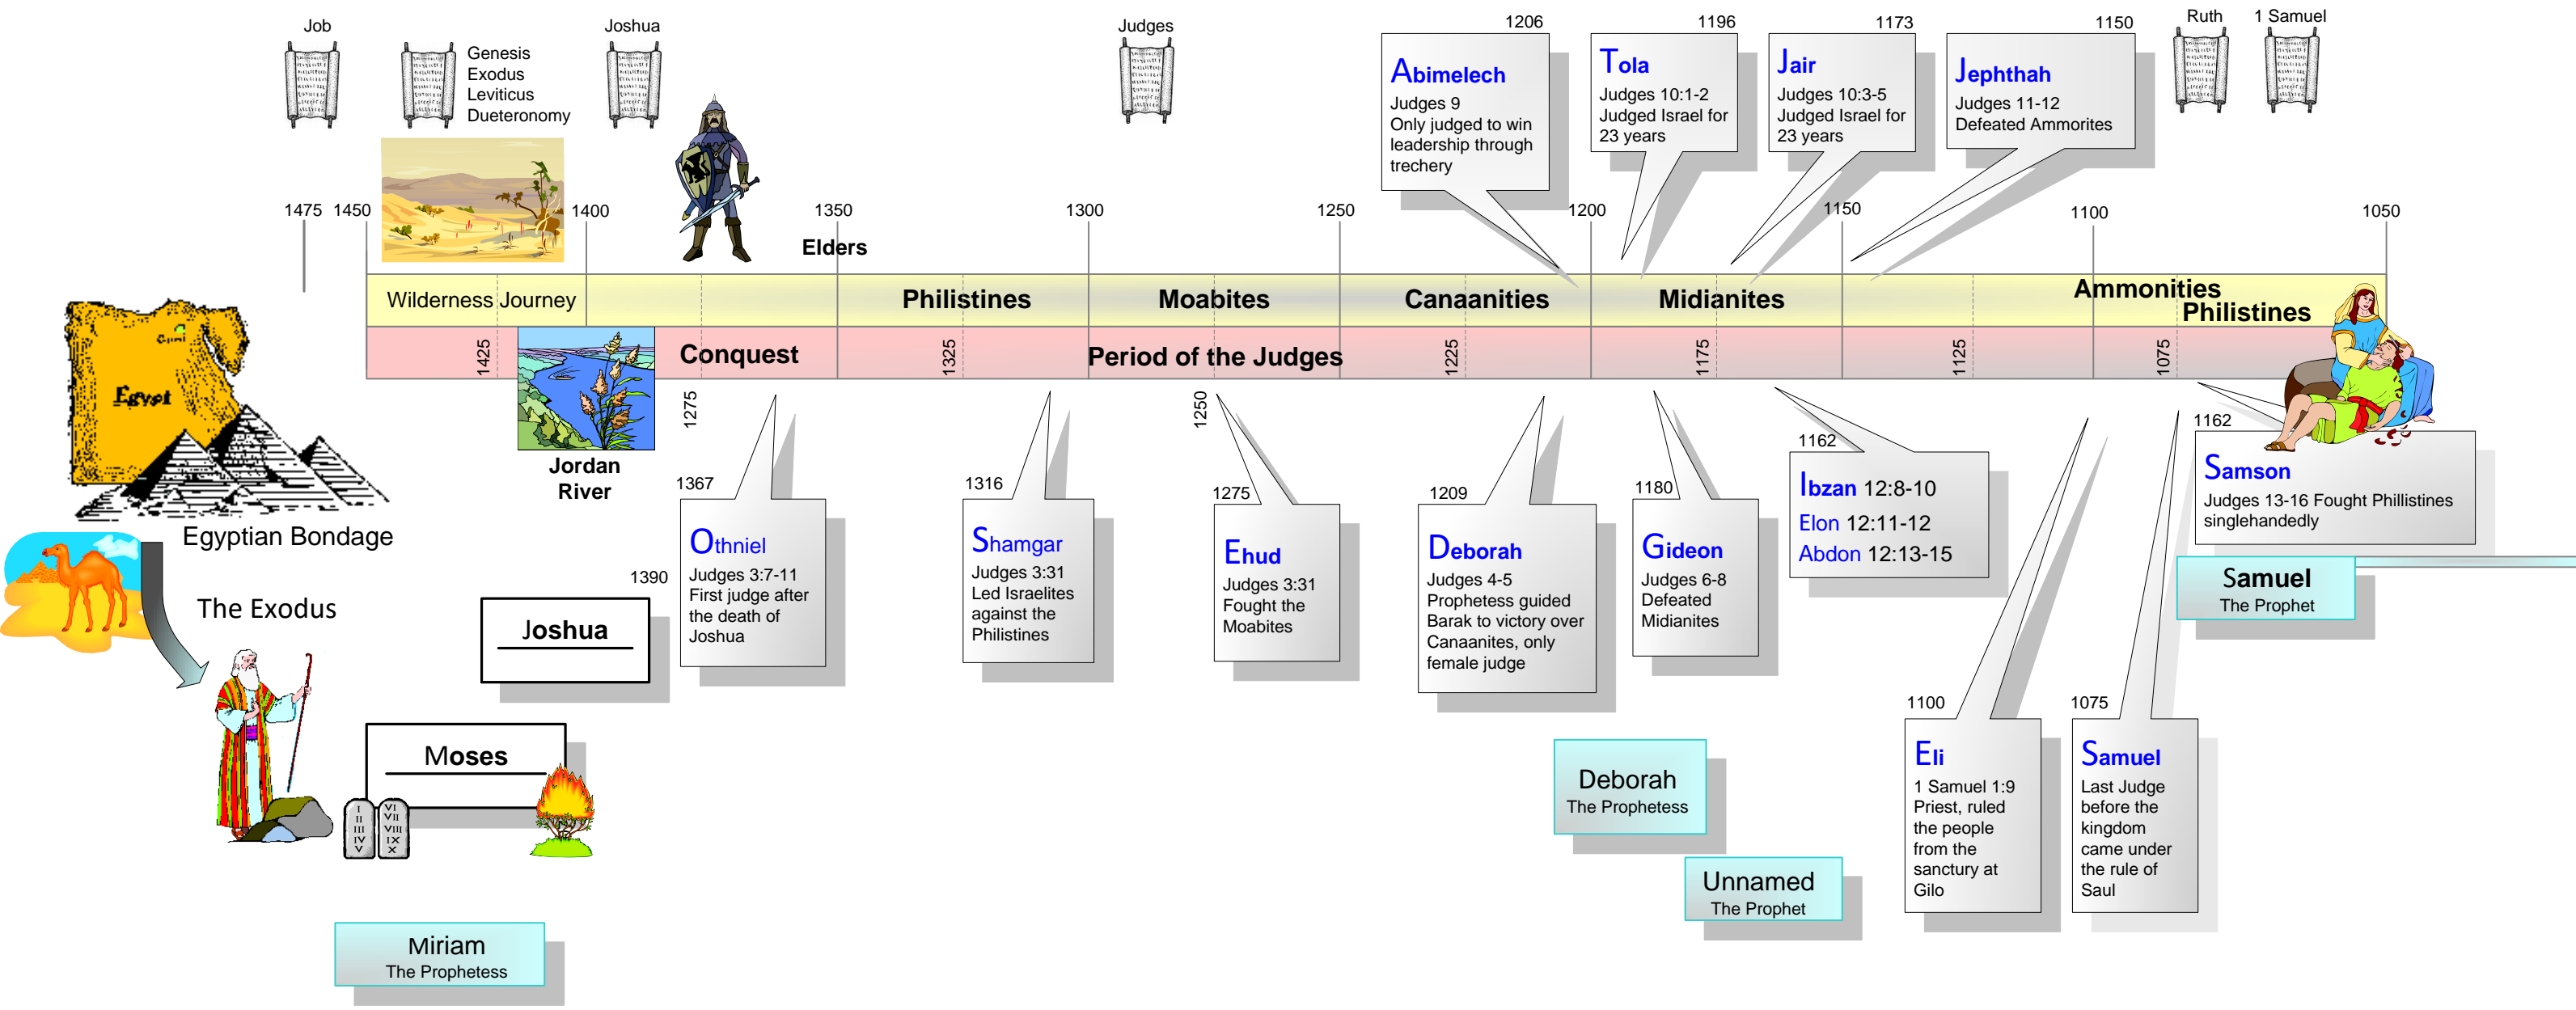 Job
Genesis
Exodus
Leviticus
Dueteronomy
Joshua
Judges
1206
Abimelech
Judges 9
Only judged to win
leadership through
trechery
1196
Tola
Judges 10:1-2
Judged Israel for
23 years
1173
Jair
Judges 10:3-5
Judged Israel for
23 years
1150
Jephthah
Judges 11-12
Defeated Ammorites
Ruth
1 Samuel
1475
1450
1400
1350
1300
1250
1200
1150
1100
1050
Elders
Wilderness Journey
Philistines
Moabites
Canaanities
Midianites
Ammonities
Philistines
1425
Conquest
1325
Period of the Judges
1225
1175
1125
1075
1275
1250
Egypt
Egyptian Bondage
The Exodus
Jordan
River
1367
Othniel
Judges 3:7-11
First judge after
the death of
Joshua
1316
Shamgar
Judges 3:31
Led Israelites
against the
Philistines
1275
Ehud
Judges 3:31
Fought the
Moabites
1209
Deborah
Judges 4-5
Prophetess guided
Barak to victory over
Canaanites, only
female judge
1180
Gideon
Judges 6-8
Defeated
Midianites
1162
Ibzan 12:8-10
Elon 12:11-12
Abdon 12:13-15
1162
Samson
Judges 13-16 Fought Phillistines
singlehandedly
Samuel
The Prophet
1390
Joshua
Moses
I
II
III
IV
V
VI
VII
VIII
IX
X
Deborah
The Prophetess
Unnamed
The Prophet
1100
Eli
1 Samuel 1:9
Priest, ruled
the people
from the
sanctury at
Gilo
1075
Samuel
Last Judge
before the
kingdom
came under
the rule of
Saul
Miriam
The Prophetess